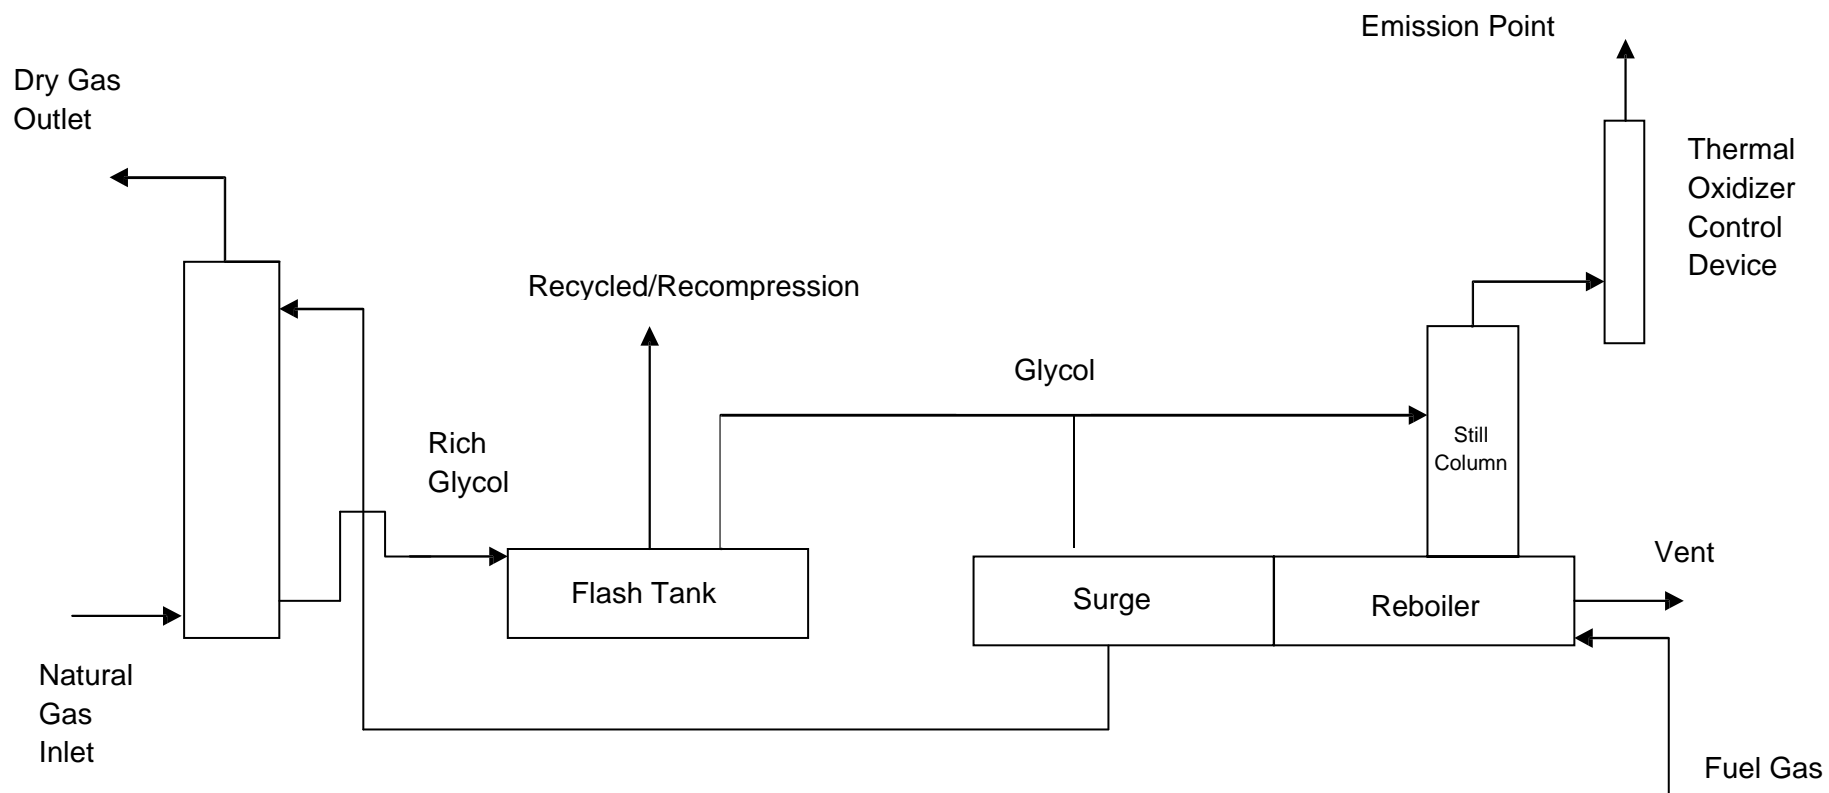 Emission Point
Dry Gas
Outlet
Thermal
Oxidizer
Control
Device
Recycled/Recompression
Glycol
Rich
Glycol
Still
Column
Vent
Flash Tank
Surge
Reboiler
Natural
Gas
Inlet
Fuel Gas